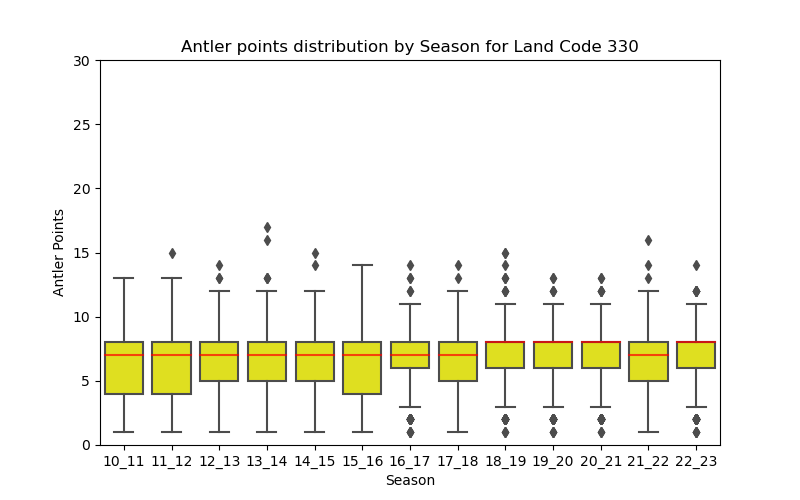 Antler points distribution by Season for Land Code 330
30
25
20
15
10
5
0
Antler Points
10_11 11_12 12_13 13_14 14_15 15_16 16_17 17_18 18_19 19_20 20_21 21_22 22_23
Season